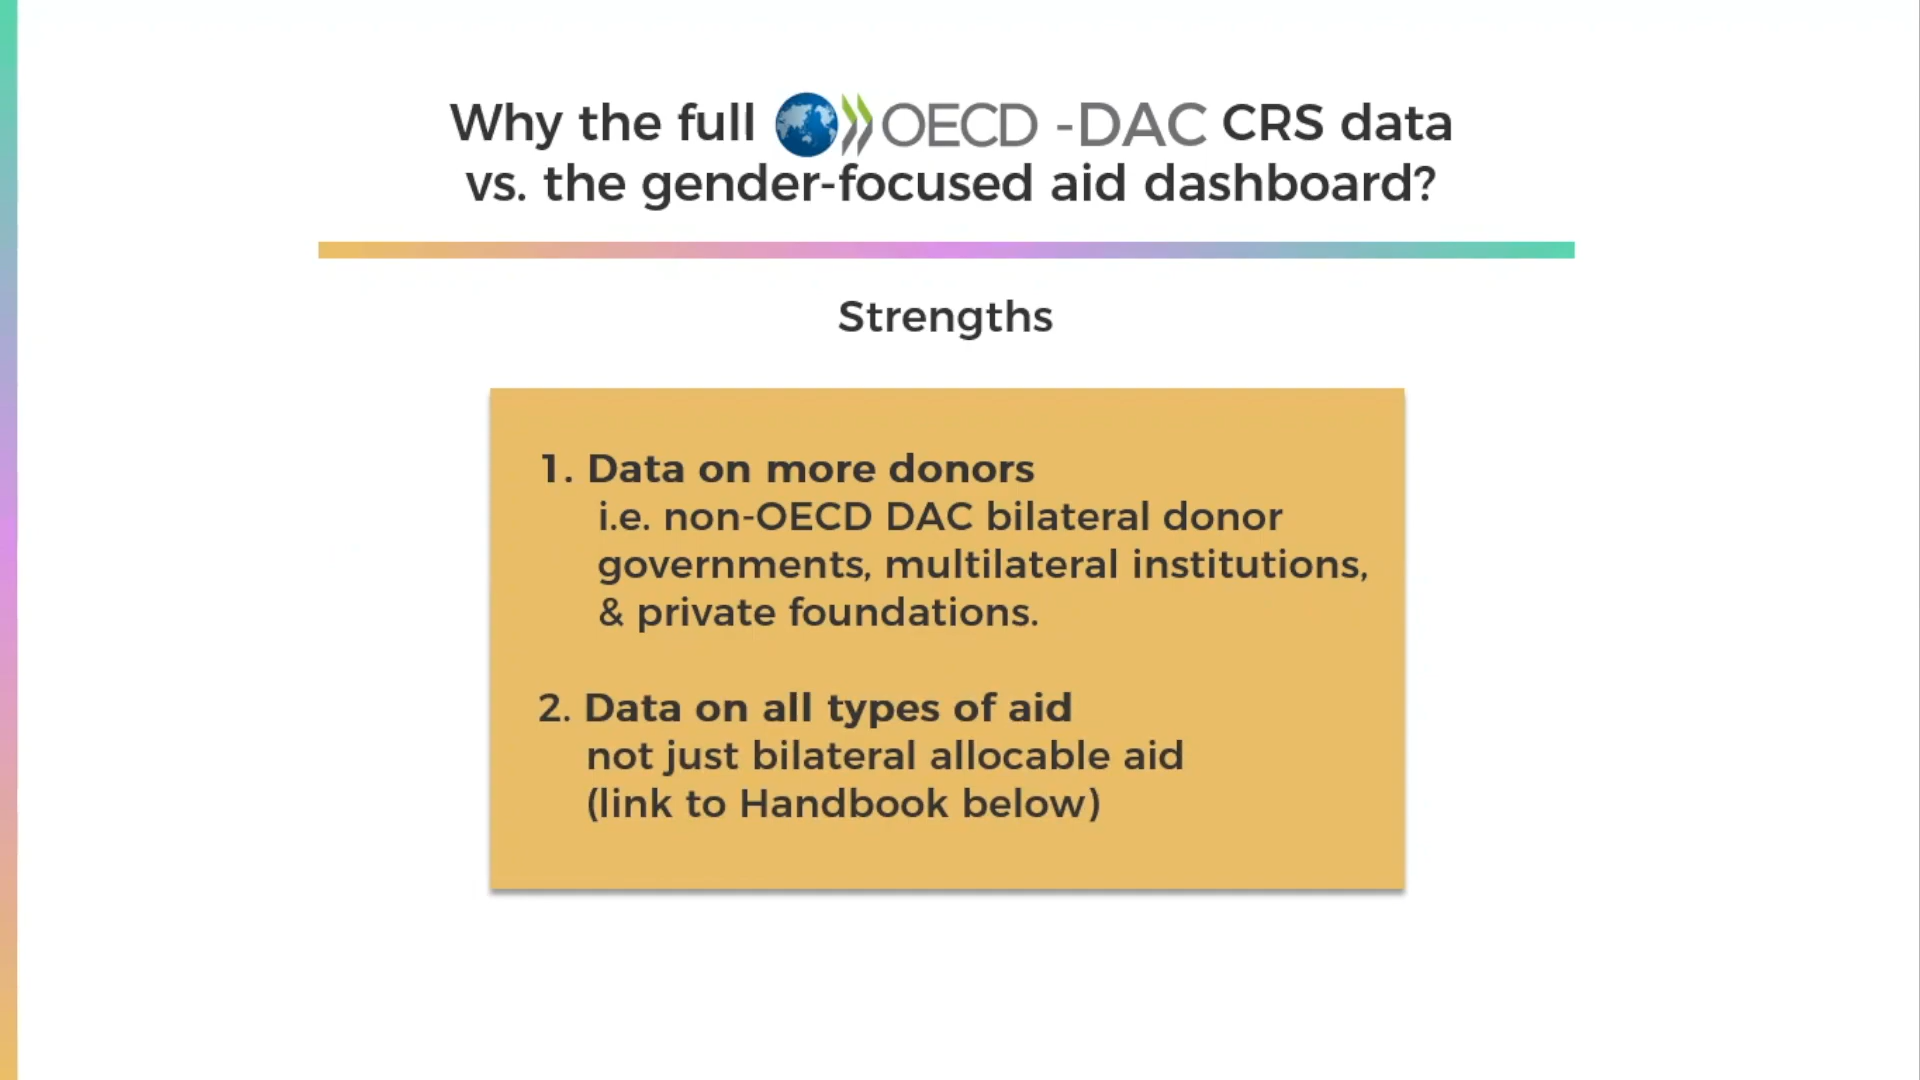 Why the full OECD -DAC CRS data
vs. the gender-focused aid dashboard?
Strengths
1. Data on more donors
i.e. non-OECD DAC bilateral donor
governments, multilateral institutions,
& private foundations.
2. Data on all types of aid
not just bilateral allocable aid
(link to Handbook below)